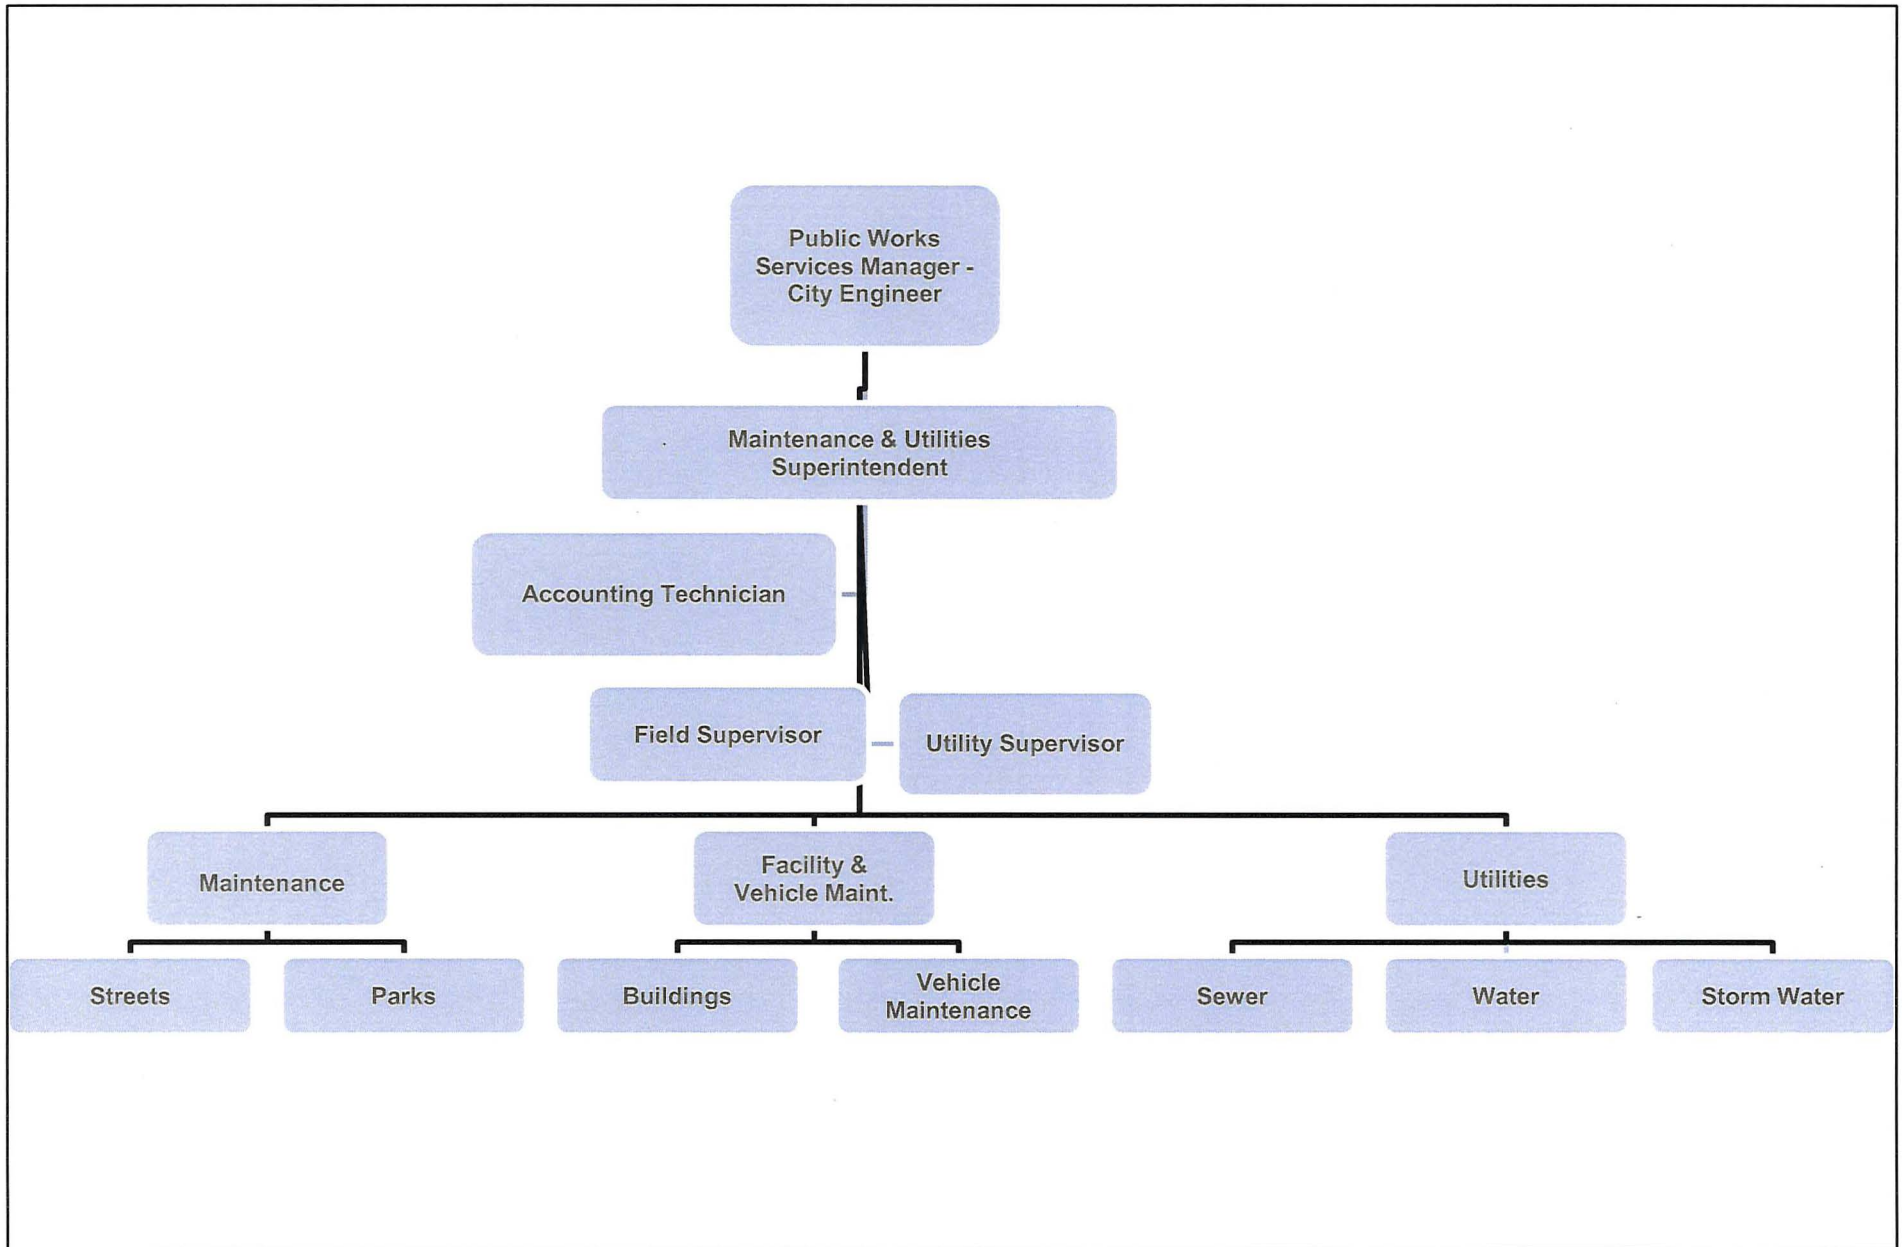 Public Works
Services Manager -
City Engineer
Maintenance & Utilities
Superintendent
Accounting Technician
Field Supervisor
Utility Supervisor
Maintenance
Facility &
Vehicle Maint.
Utilities
Streets
Parks
Buildings
Vehicle
Maintenance
Sewer
Water
Storm Water